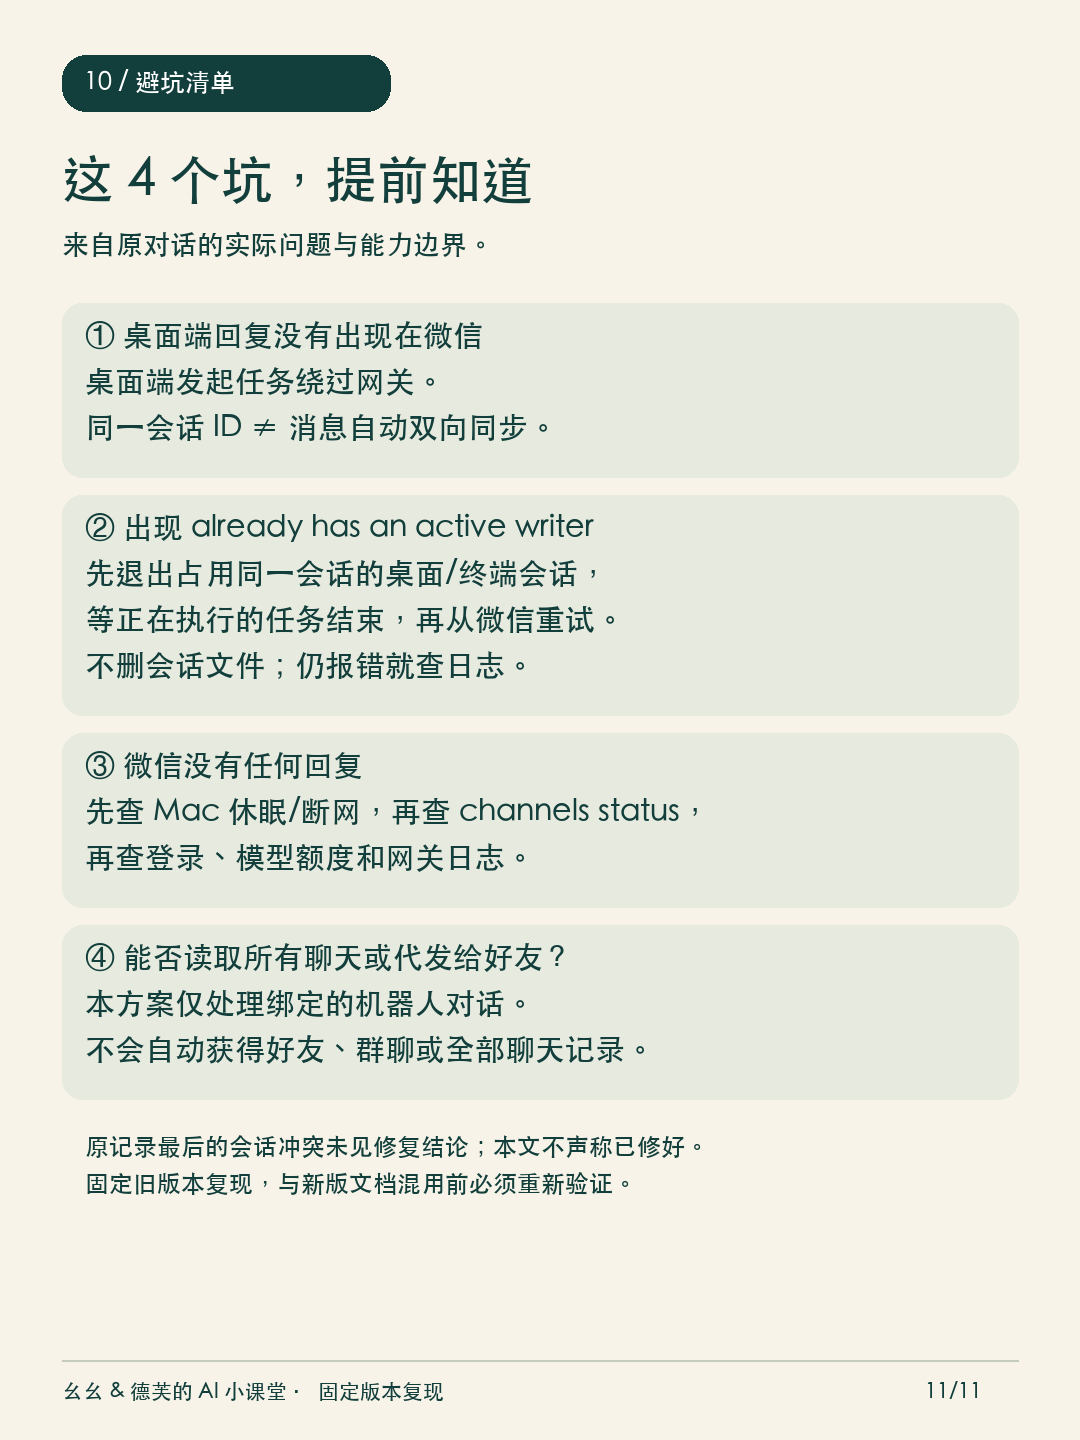 10 / 避坑清单
这 4 个坑，提前知道
来自原对话的实际问题与能力边界。
① 桌面端回复没有出现在微信
桌面端发起任务绕过网关。
同一会话 ID ≠ 消息自动双向同步。
② 出现 already has an active writer
先退出占用同一会话的桌面/终端会话，
等正在执行的任务结束，再从微信重试。
不删会话文件；仍报错就查日志。
③ 微信没有任何回复
先查 Mac 休眠/断网，再查 channels status，
再查登录、模型额度和网关日志。
④ 能否读取所有聊天或代发给好友？
本方案仅处理绑定的机器人对话。
不会自动获得好友、群聊或全部聊天记录。
原记录最后的会话冲突未见修复结论；本文不声称已修好。
固定旧版本复现，与新版文档混用前必须重新验证。
幺幺 & 德芙的 AI 小课堂 · 固定版本复现
11/11